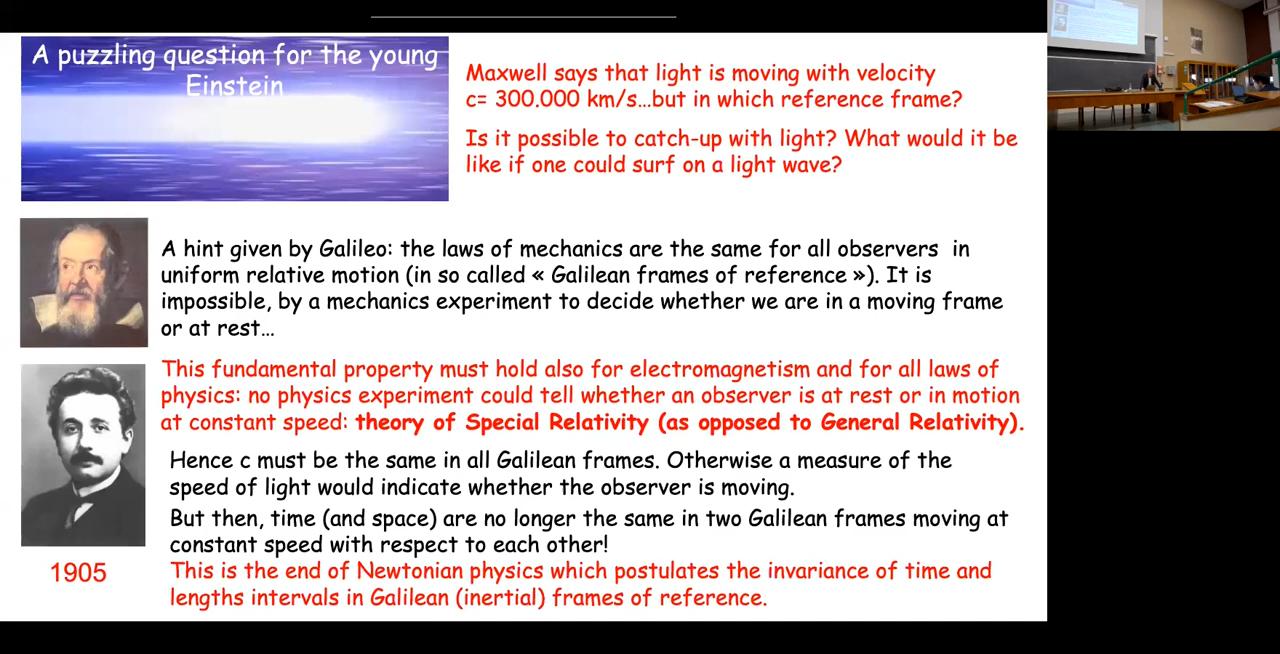 A puzzling question for the young
Einstein
Maxwell says that light is moving with velocity
c= 300.000 km/s…but in which reference frame?
Is it possible to catch-up with light? What would it be
like if one could surf on a light wave?
A hint given by Galileo: the laws of mechanics are the same for all observers in
uniform relative motion (in so called « Galilean frames of reference »). It is
impossible, by a mechanics experiment to decide whether we are in a moving frame
or at rest…
This fundamental property must hold also for electromagnetism and for all laws of
physics: no physics experiment could tell whether an observer is at rest or in motion
at constant speed: theory of Special Relativity (as opposed to General Relativity).
Hence c must be the same in all Galilean frames. Otherwise a measure of the
speed of light would indicate whether the observer is moving.
But then, time (and space) are no longer the same in two Galilean frames moving at
constant speed with respect to each other!
1905
This is the end of Newtonian physics which postulates the invariance of time and
lengths intervals in Galilean (inertial) frames of reference.